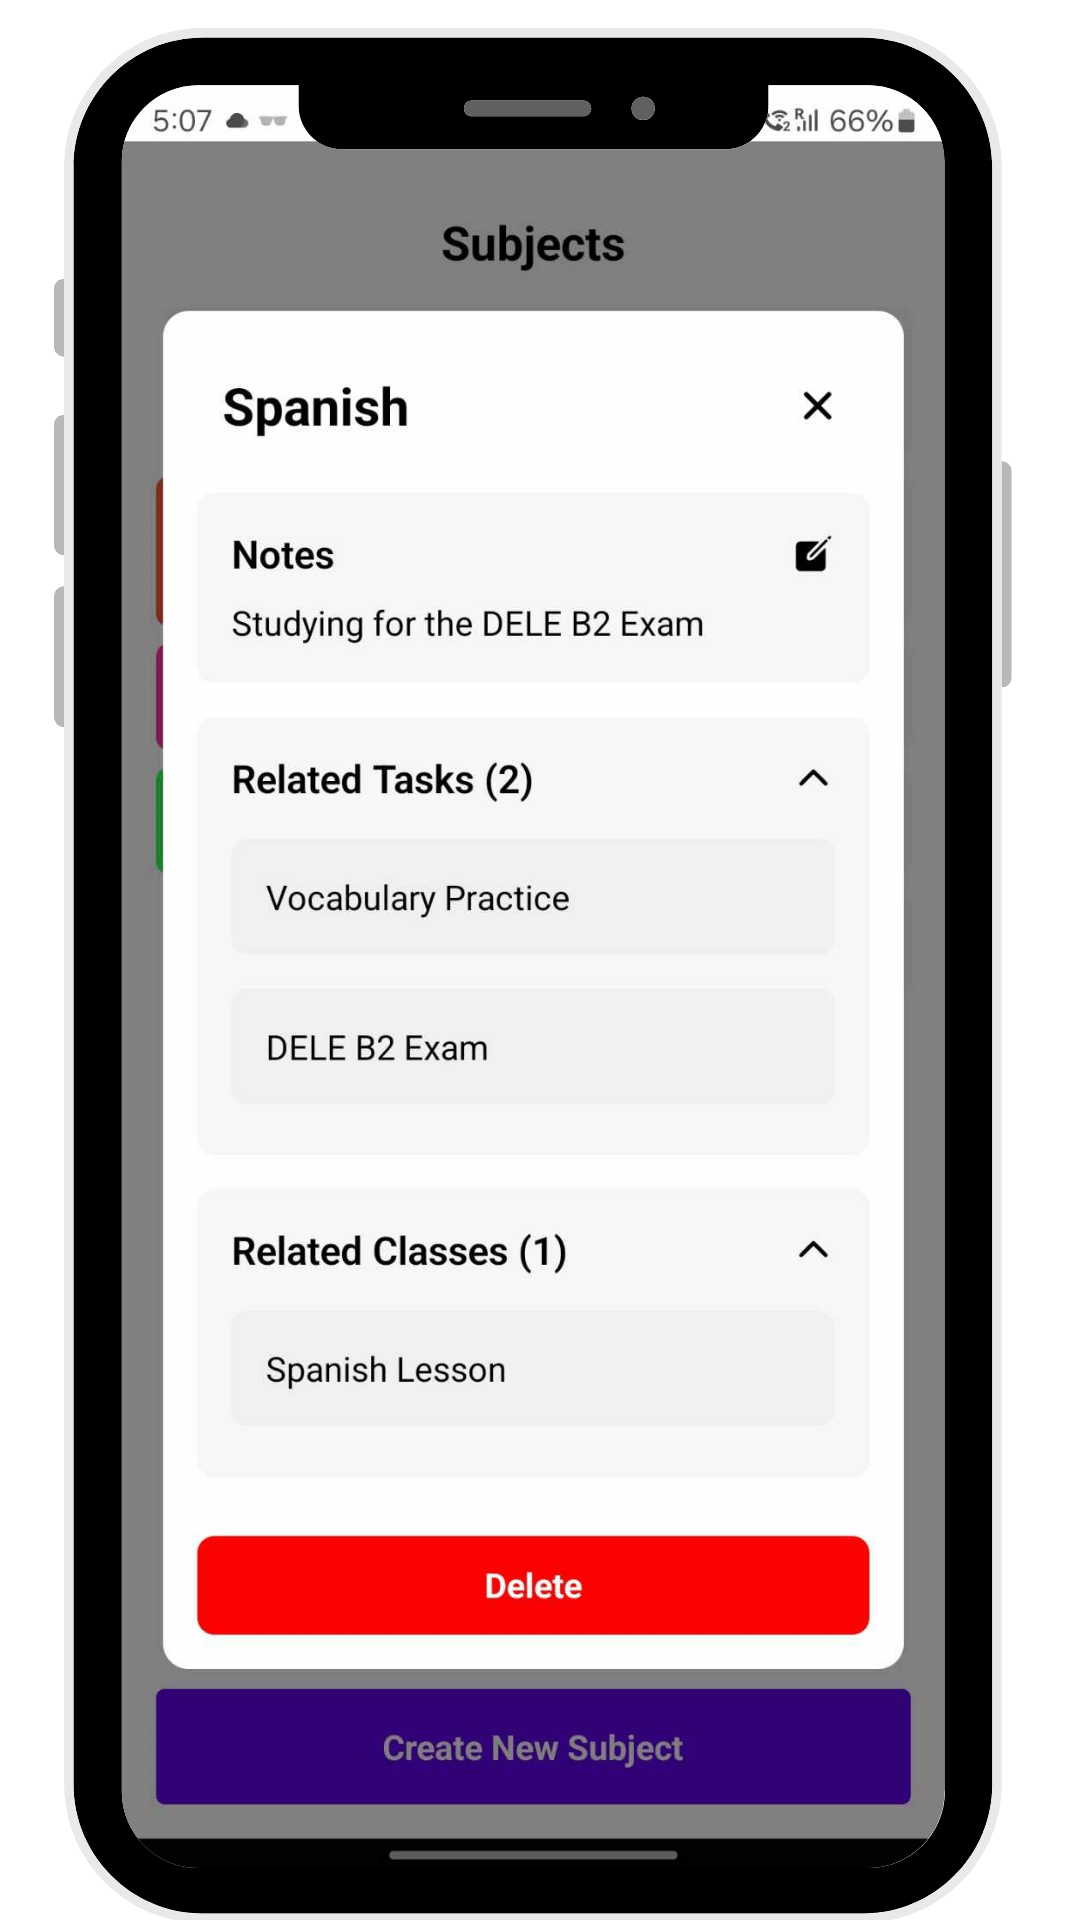 5:07 66%
Subjects
Spanish
Notes
Studying for the DELE B2 Exam
Related Tasks (2)
Vocabulary Practice
DELE B2 Exam
Related Classes (1)
Spanish Lesson
Delete
Create New Subject